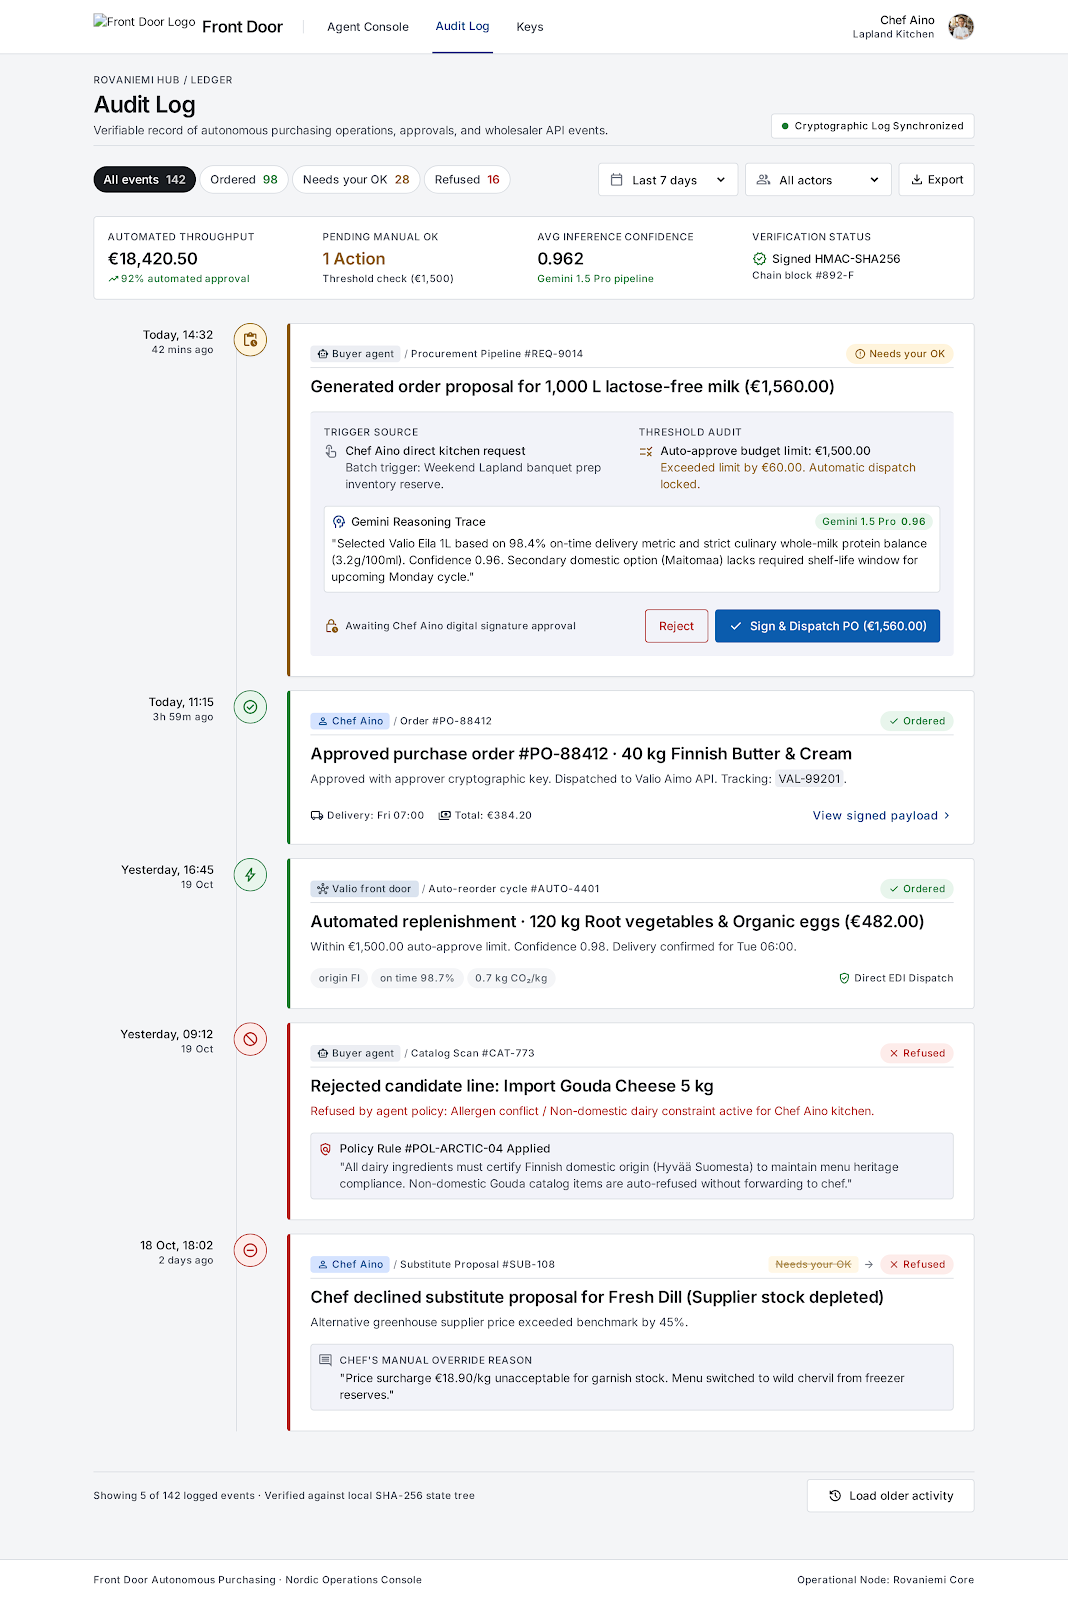 Front Door Logo Front Door
Agent Console
Audit Log
Keys
Chef Aino
Lapland Kitchen
ROVANIEMI HUB / LEDGER
Audit Log
Verifiable record of autonomous purchasing operations, approvals, and wholesaler API events.
Cryptographic Log Synchronized
All events 142
Ordered 98
Needs your OK 28
Refused 16
Last 7 days
All actors
Export
AUTOMATED THROUGHPUT
€18,420.50
92% automated approval
PENDING MANUAL OK
1 Action
Threshold check (€1,500)
AVG INFERENCE CONFIDENCE
0.962
Gemini 1.5 Pro pipeline
VERIFICATION STATUS
Signed HMAC-SHA256
Chain block #892-F
Today, 14:32
42 mins ago
Buyer agent / Procurement Pipeline #REQ-9014
Needs your OK
Generated order proposal for 1,000 L lactose-free milk (€1,560.00)
TRIGGER SOURCE
Chef Aino direct kitchen request
Batch trigger: Weekend Lapland banquet prep
inventory reserve.
THRESHOLD AUDIT
Auto-approve budget limit: €1,500.00
Exceeded limit by €60.00. Automatic dispatch
locked.
Gemini Reasoning Trace
Gemini 1.5 Pro 0.96
"Selected Valio Eila 1L based on 98.4% on-time delivery metric and strict culinary whole-milk protein balance
(3.2g/100ml). Confidence 0.96. Secondary domestic option (Maitomaa) lacks required shelf-life window for
upcoming Monday cycle."
Awaiting Chef Aino digital signature approval
Reject
Sign & Dispatch PO (€1,560.00)
Today, 11:15
3h 59m ago
Chef Aino / Order #PO-88412
Ordered
Approved purchase order #PO-88412 · 40 kg Finnish Butter & Cream
Approved with approver cryptographic key. Dispatched to Valio Aimo API. Tracking: VAL-99201.
Delivery: Fri 07:00
Total: €384.20
View signed payload
Yesterday, 16:45
19 Oct
Valio front door / Auto-reorder cycle #AUTO-4401
Ordered
Automated replenishment · 120 kg Root vegetables & Organic eggs (€482.00)
Within €1,500.00 auto-approve limit. Confidence 0.98. Delivery confirmed for Tue 06:00.
origin FI
on time 98.7%
0.7 kg CO₂/kg
Direct EDI Dispatch
Yesterday, 09:12
19 Oct
Buyer agent / Catalog Scan #CAT-773
Refused
Rejected candidate line: Import Gouda Cheese 5 kg
Refused by agent policy: Allergen conflict / Non-domestic dairy constraint active for Chef Aino kitchen.
Policy Rule #POL-ARCTIC-04 Applied
"All dairy ingredients must certify Finnish domestic origin (Hyvää Suomesta) to maintain menu heritage
compliance. Non-domestic Gouda catalog items are auto-refused without forwarding to chef."
18 Oct, 18:02
2 days ago
Chef Aino / Substitute Proposal #SUB-108
Needs your OK → Refused
Chef declined substitute proposal for Fresh Dill (Supplier stock depleted)
Alternative greenhouse supplier price exceeded benchmark by 45%.
CHEF'S MANUAL OVERRIDE REASON
"Price surcharge €18.90/kg unacceptable for garnish stock. Menu switched to wild chervil from freezer
reserves."
Showing 5 of 142 logged events · Verified against local SHA-256 state tree
Load older activity
Front Door Autonomous Purchasing · Nordic Operations Console
Operational Node: Rovaniemi Core